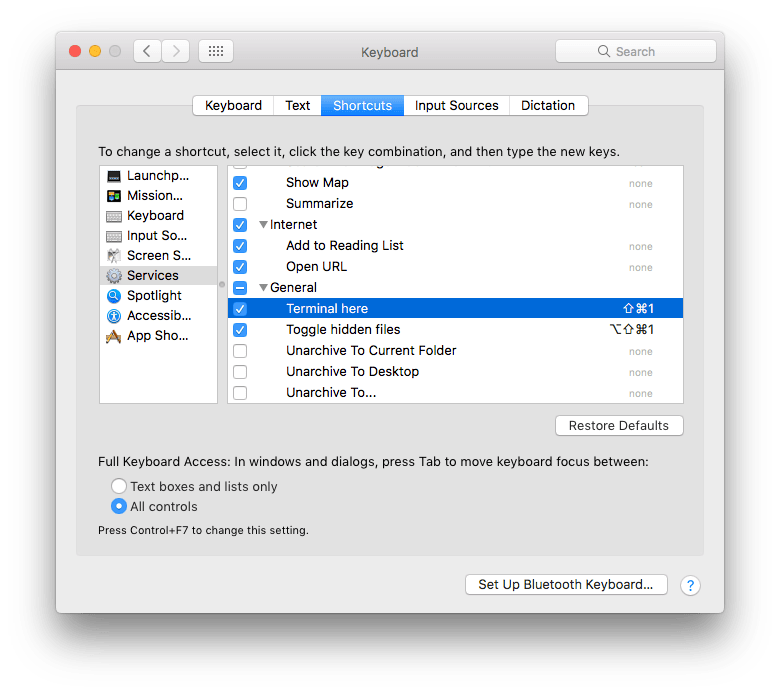 Keyboard
Search
Keyboard Text Shortcuts Input Sources Dictation
To change a shortcut, select it, click the key combination, and then type the new keys.
Launchp...
Mission...
Keyboard
Input So...
Screen S...
Services
Spotlight
Accessib...
App Sho...
Show Map none
Summarize none
Internet
Add to Reading List none
Open URL none
General
Terminal here ⇧⌘1
Toggle hidden files ⌥⇧⌘1
Unarchive To Current Folder none
Unarchive To Desktop none
Unarchive To... none
Restore Defaults
Full Keyboard Access: In windows and dialogs, press Tab to move keyboard focus between:
Text boxes and lists only
All controls
Press Control+F7 to change this setting.
Set Up Bluetooth Keyboard... ?